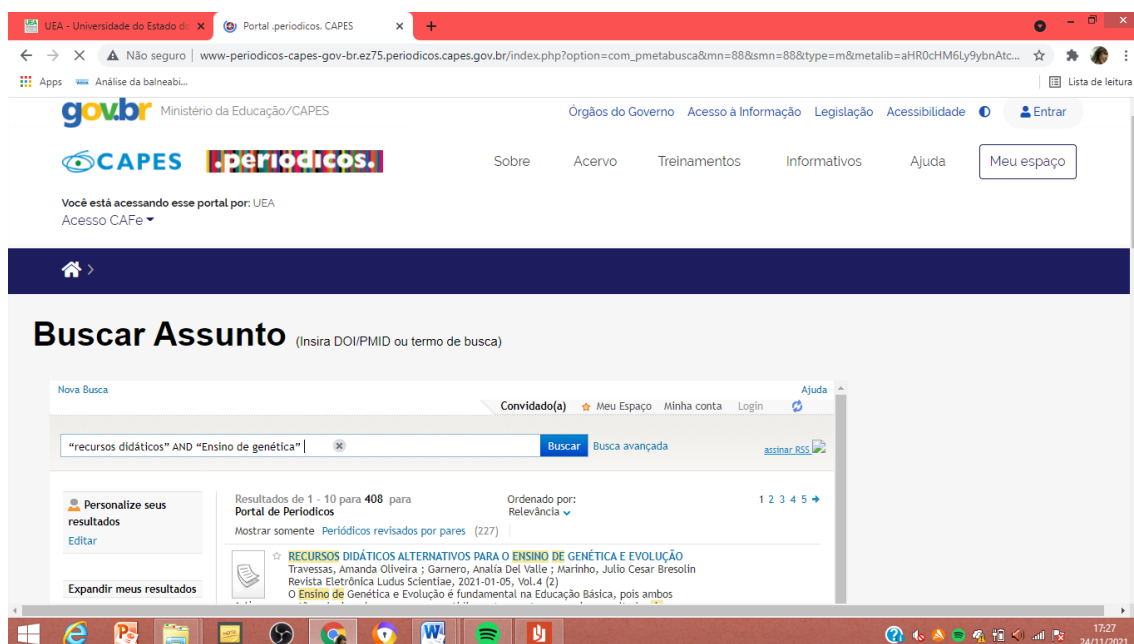 UEA - Universidade do Estado do
Portal .periodicos. CAPES
Não seguro | www-periodicos-capes-gov-br.ez75.periodicos.capes.gov.br/index.php?option=com_pmetabusca&mn=88&smn=88&type=m&metalib=aHR0cHM6Ly9ybnAtc...
Apps Análise da balneabi... Lista de leitura
gov.br Ministério da Educação/CAPES Órgãos do Governo Acesso à Informação Legislação Acessibilidade Entrar
CAPES .periodicos. Sobre Acervo Treinamentos Informativos Ajuda Meu espaço
Você está acessando esse portal por: UEA
Acesso CAFe
Buscar Assunto (Insira DOI/PMID ou termo de busca)
Nova Busca Ajuda
Convidado(a) Meu Espaço Minha conta Login
“recursos didáticos” AND “Ensino de genética” Buscar Busca avançada assinar RSS
Personalize seus resultados
Editar
Expandir meus resultados
Resultados de 1 - 10 para 408 para Portal de Periodicos
Ordenado por: Relevância
1 2 3 4 5
Mostrar somente Periódicos revisados por pares (227)
RECURSOS DIDÁTICOS ALTERNATIVOS PARA O ENSINO DE GENÉTICA E EVOLUÇÃO
Travessas, Amanda Oliveira ; Garnero, Analía Del Valle ; Marinho, Julio Cesar Bresolin
Revista Eletrônica Ludus Scientiae, 2021-01-05, Vol.4 (2)
O Ensino de Genética e Evolução é fundamental na Educação Básica, pois ambos
17:27
24/11/2021